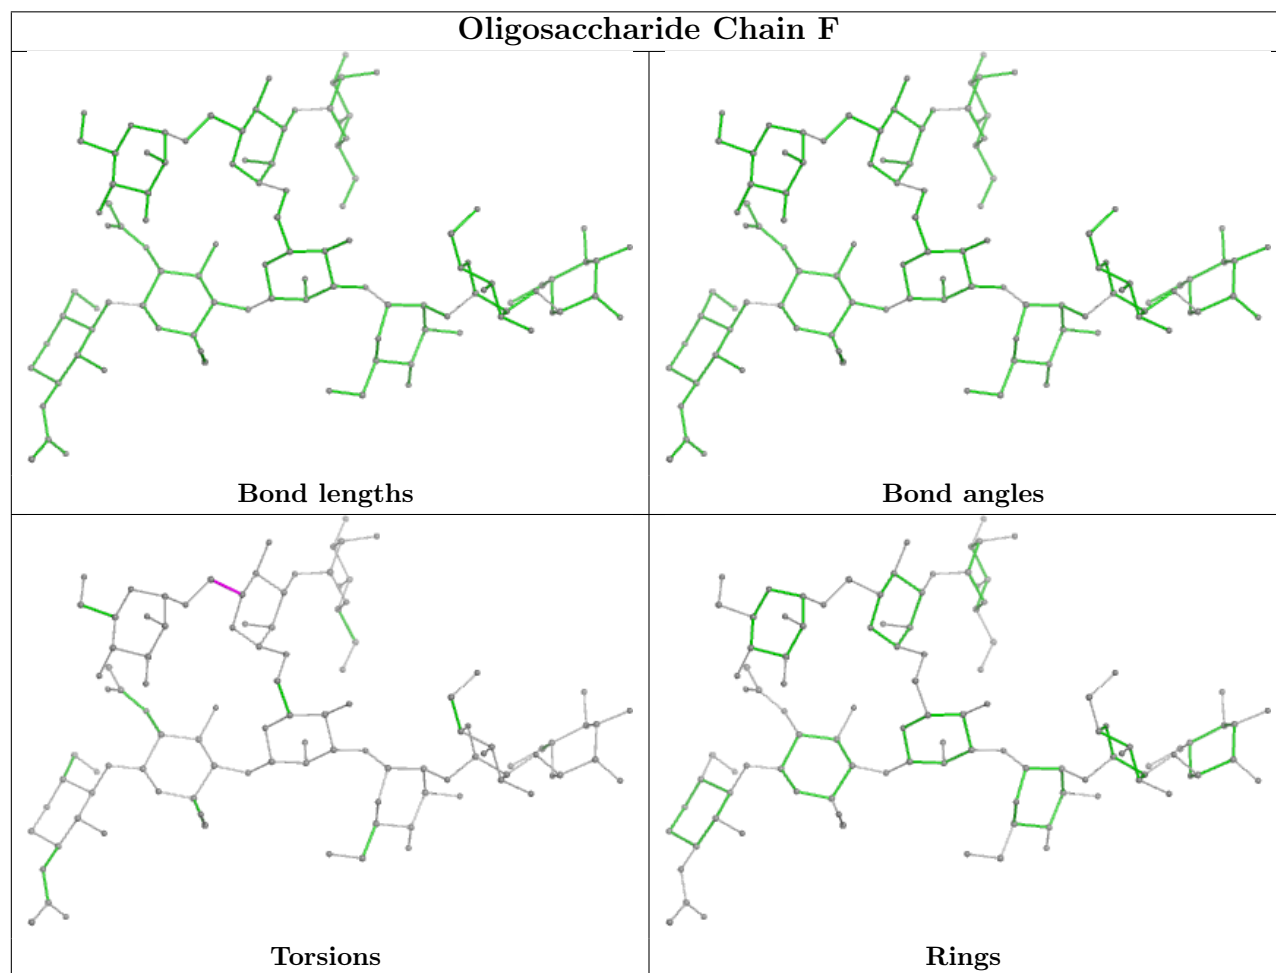 Oligosaccharide Chain F
Bond lengths
Bond angles
Torsions
Rings